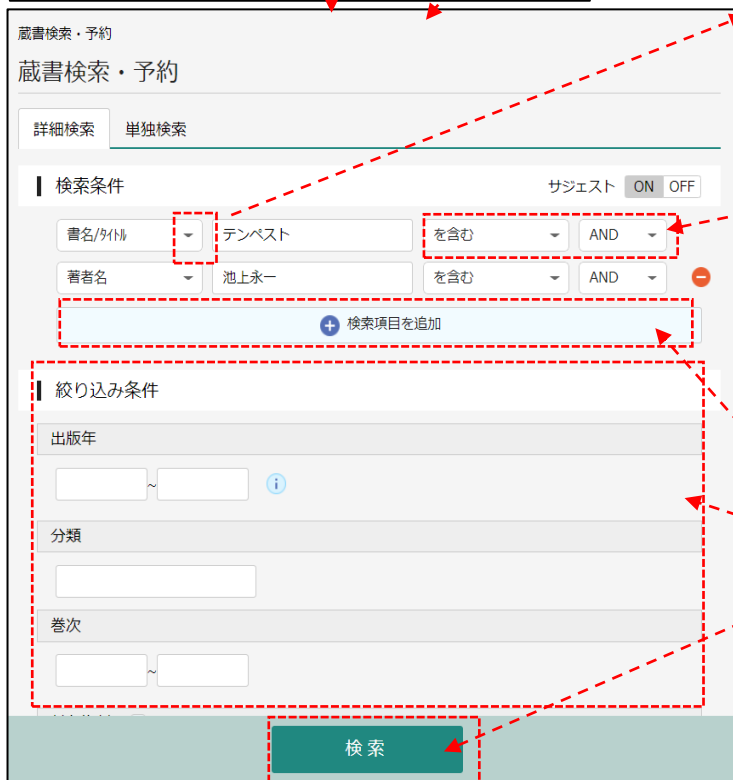 蔵書検索・予約
蔵書検索・予約
詳細検索 単独検索
検索条件 サジェスト ON OFF
書名/ﾀｲﾄﾙ テンペスト を含む AND
著者名 池上永一 を含む AND
検索項目を追加
絞り込み条件
出版年
~
分類
巻次
~
検索